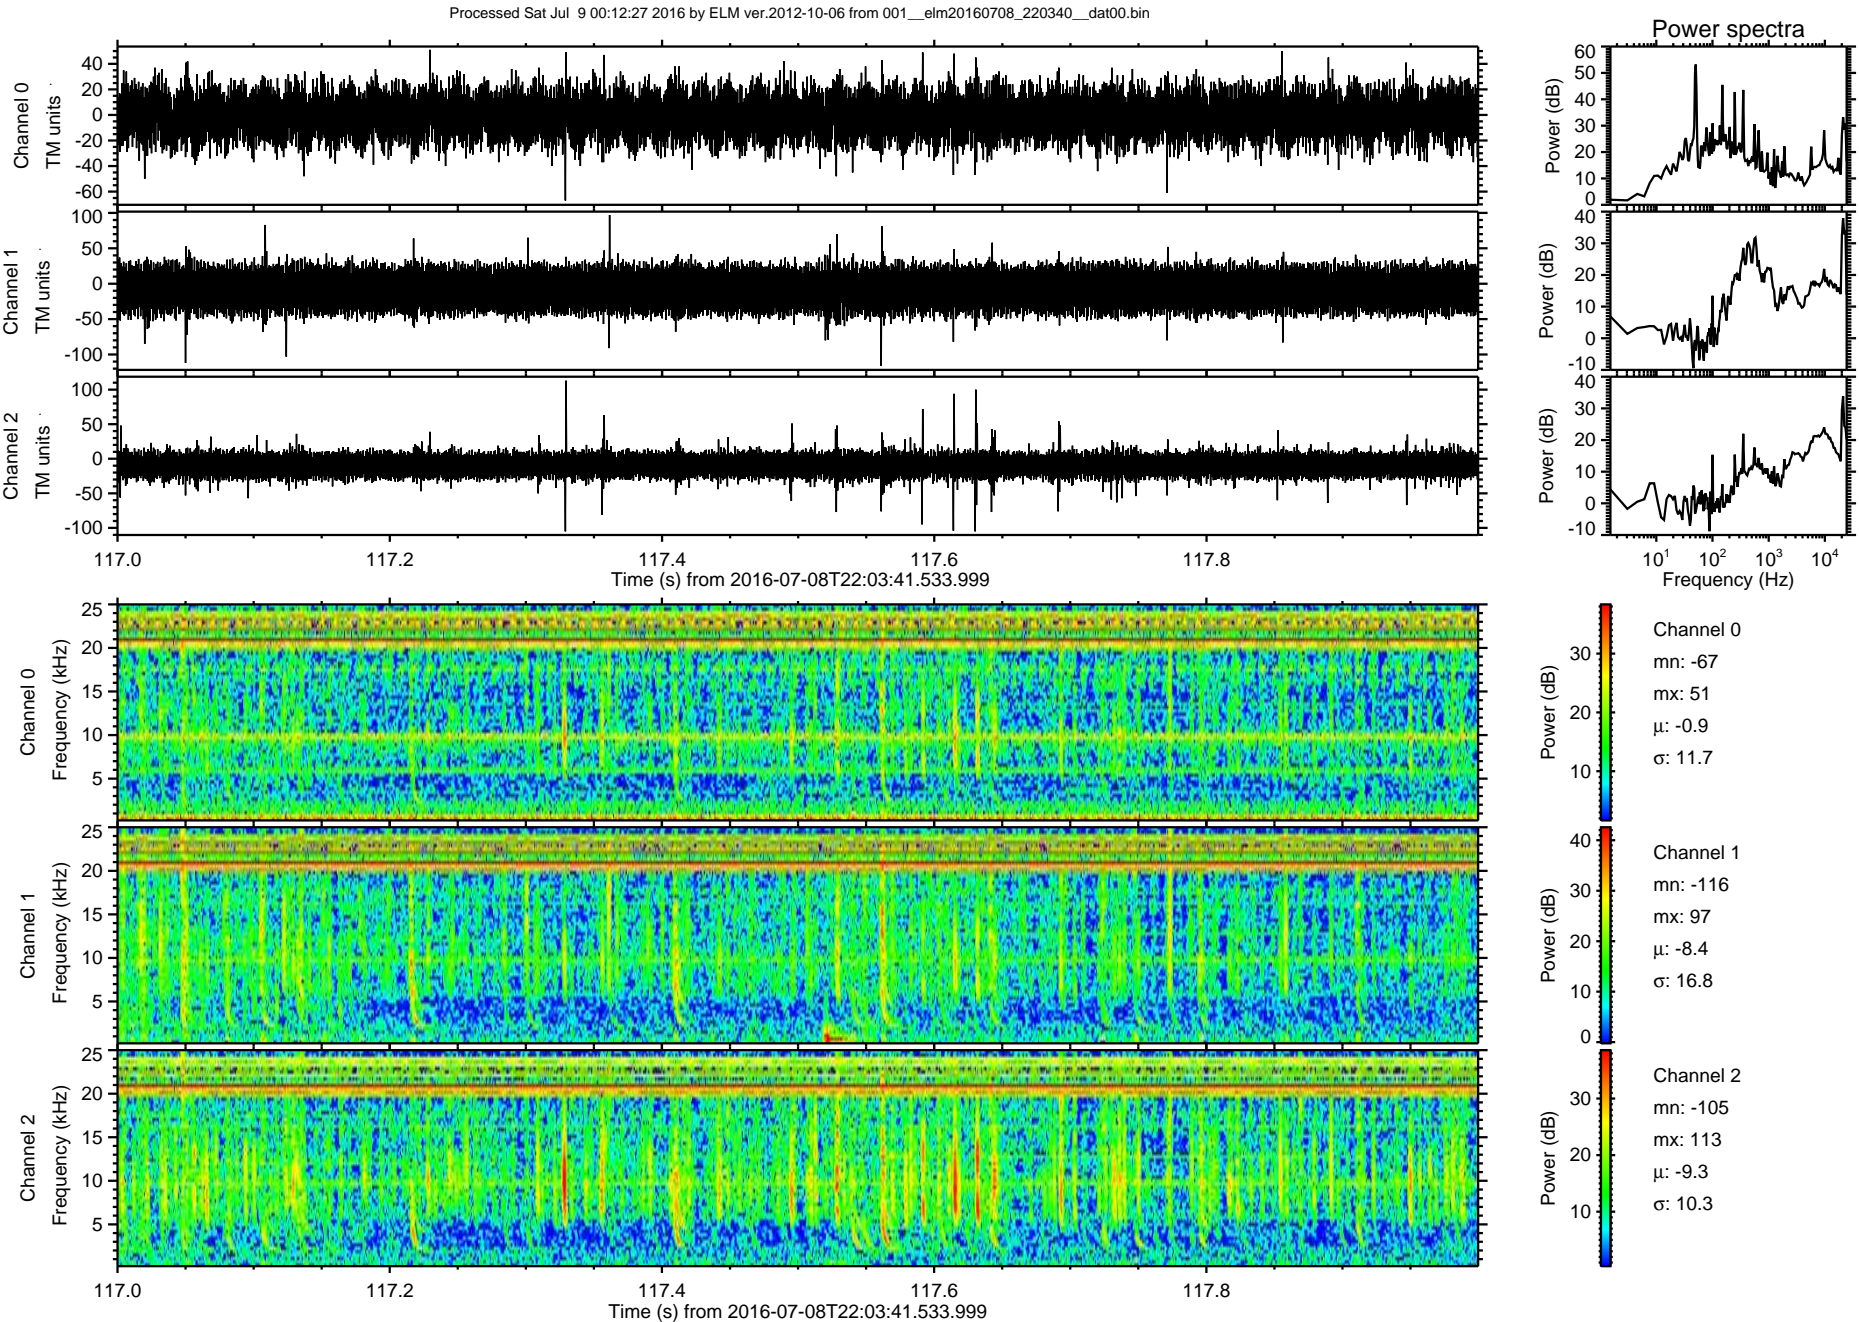 Processed Sat Jul  9 00:12:27 2016 by ELM ver.2012-10-06 from 001__elm20160708_220340__dat00.bin
Power spectra
Channel 0
TM units
40
20
0
-20
-40
-60
Power (dB)
60
50
40
30
20
10
0
Channel 1
TM units
100
50
0
-50
-100
Power (dB)
40
30
20
10
0
-10
Channel 2
TM units
100
50
0
-50
-100
Power (dB)
40
30
20
10
0
-10
117.0 117.2 117.4 117.6 117.8
Time (s) from 2016-07-08T22:03:41.533.999
10^1 10^2 10^3 10^4
Frequency (Hz)
Channel 0
Frequency (kHz)
25
20
15
10
5
Power (dB)
30
20
10
Channel 0
mn: -67
mx: 51
μ: -0.9
σ: 11.7
Channel 1
Frequency (kHz)
25
20
15
10
5
Power (dB)
40
30
20
10
0
Channel 1
mn: -116
mx: 97
μ: -8.4
σ: 16.8
Channel 2
Frequency (kHz)
25
20
15
10
5
Power (dB)
30
20
10
Channel 2
mn: -105
mx: 113
μ: -9.3
σ: 10.3
117.0 117.2 117.4 117.6 117.8
Time (s) from 2016-07-08T22:03:41.533.999